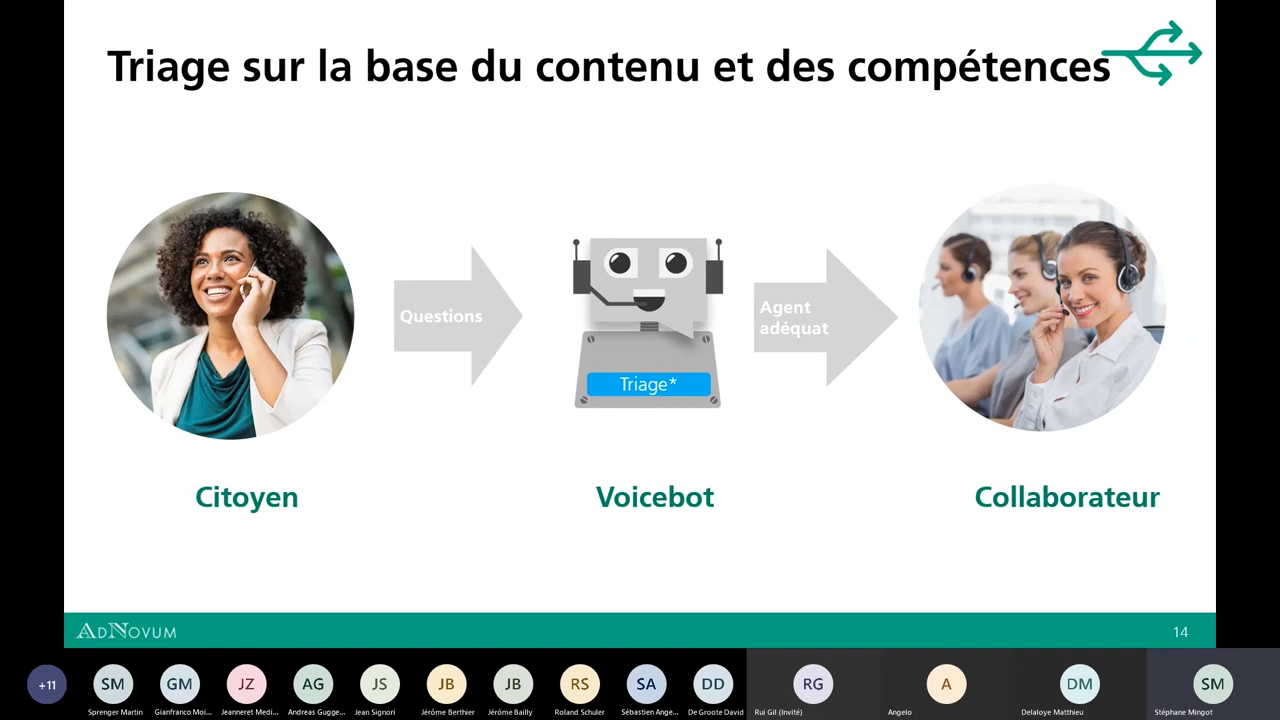 Triage sur la base du contenu et des compétences
Questions
Agent
adéquat
Triage*
Citoyen
Voicebot
Collaborateur
ADNOVUM
14
+11
SM
GM
JZ
AG
JS
JB
JB
RS
SA
DD
RG
A
DM
SM
Sprenger Martin
Gianfranco Moi...
Jeanneret Medi...
Andreas Gugge...
Jean Signori
Jérôme Berthier
Jérôme Bailly
Roland Schuler
Sébastien Ange...
De Groote David
Rui Gil (Invité)
Angelo
Delaloye Matthieu
Stéphane Mingot